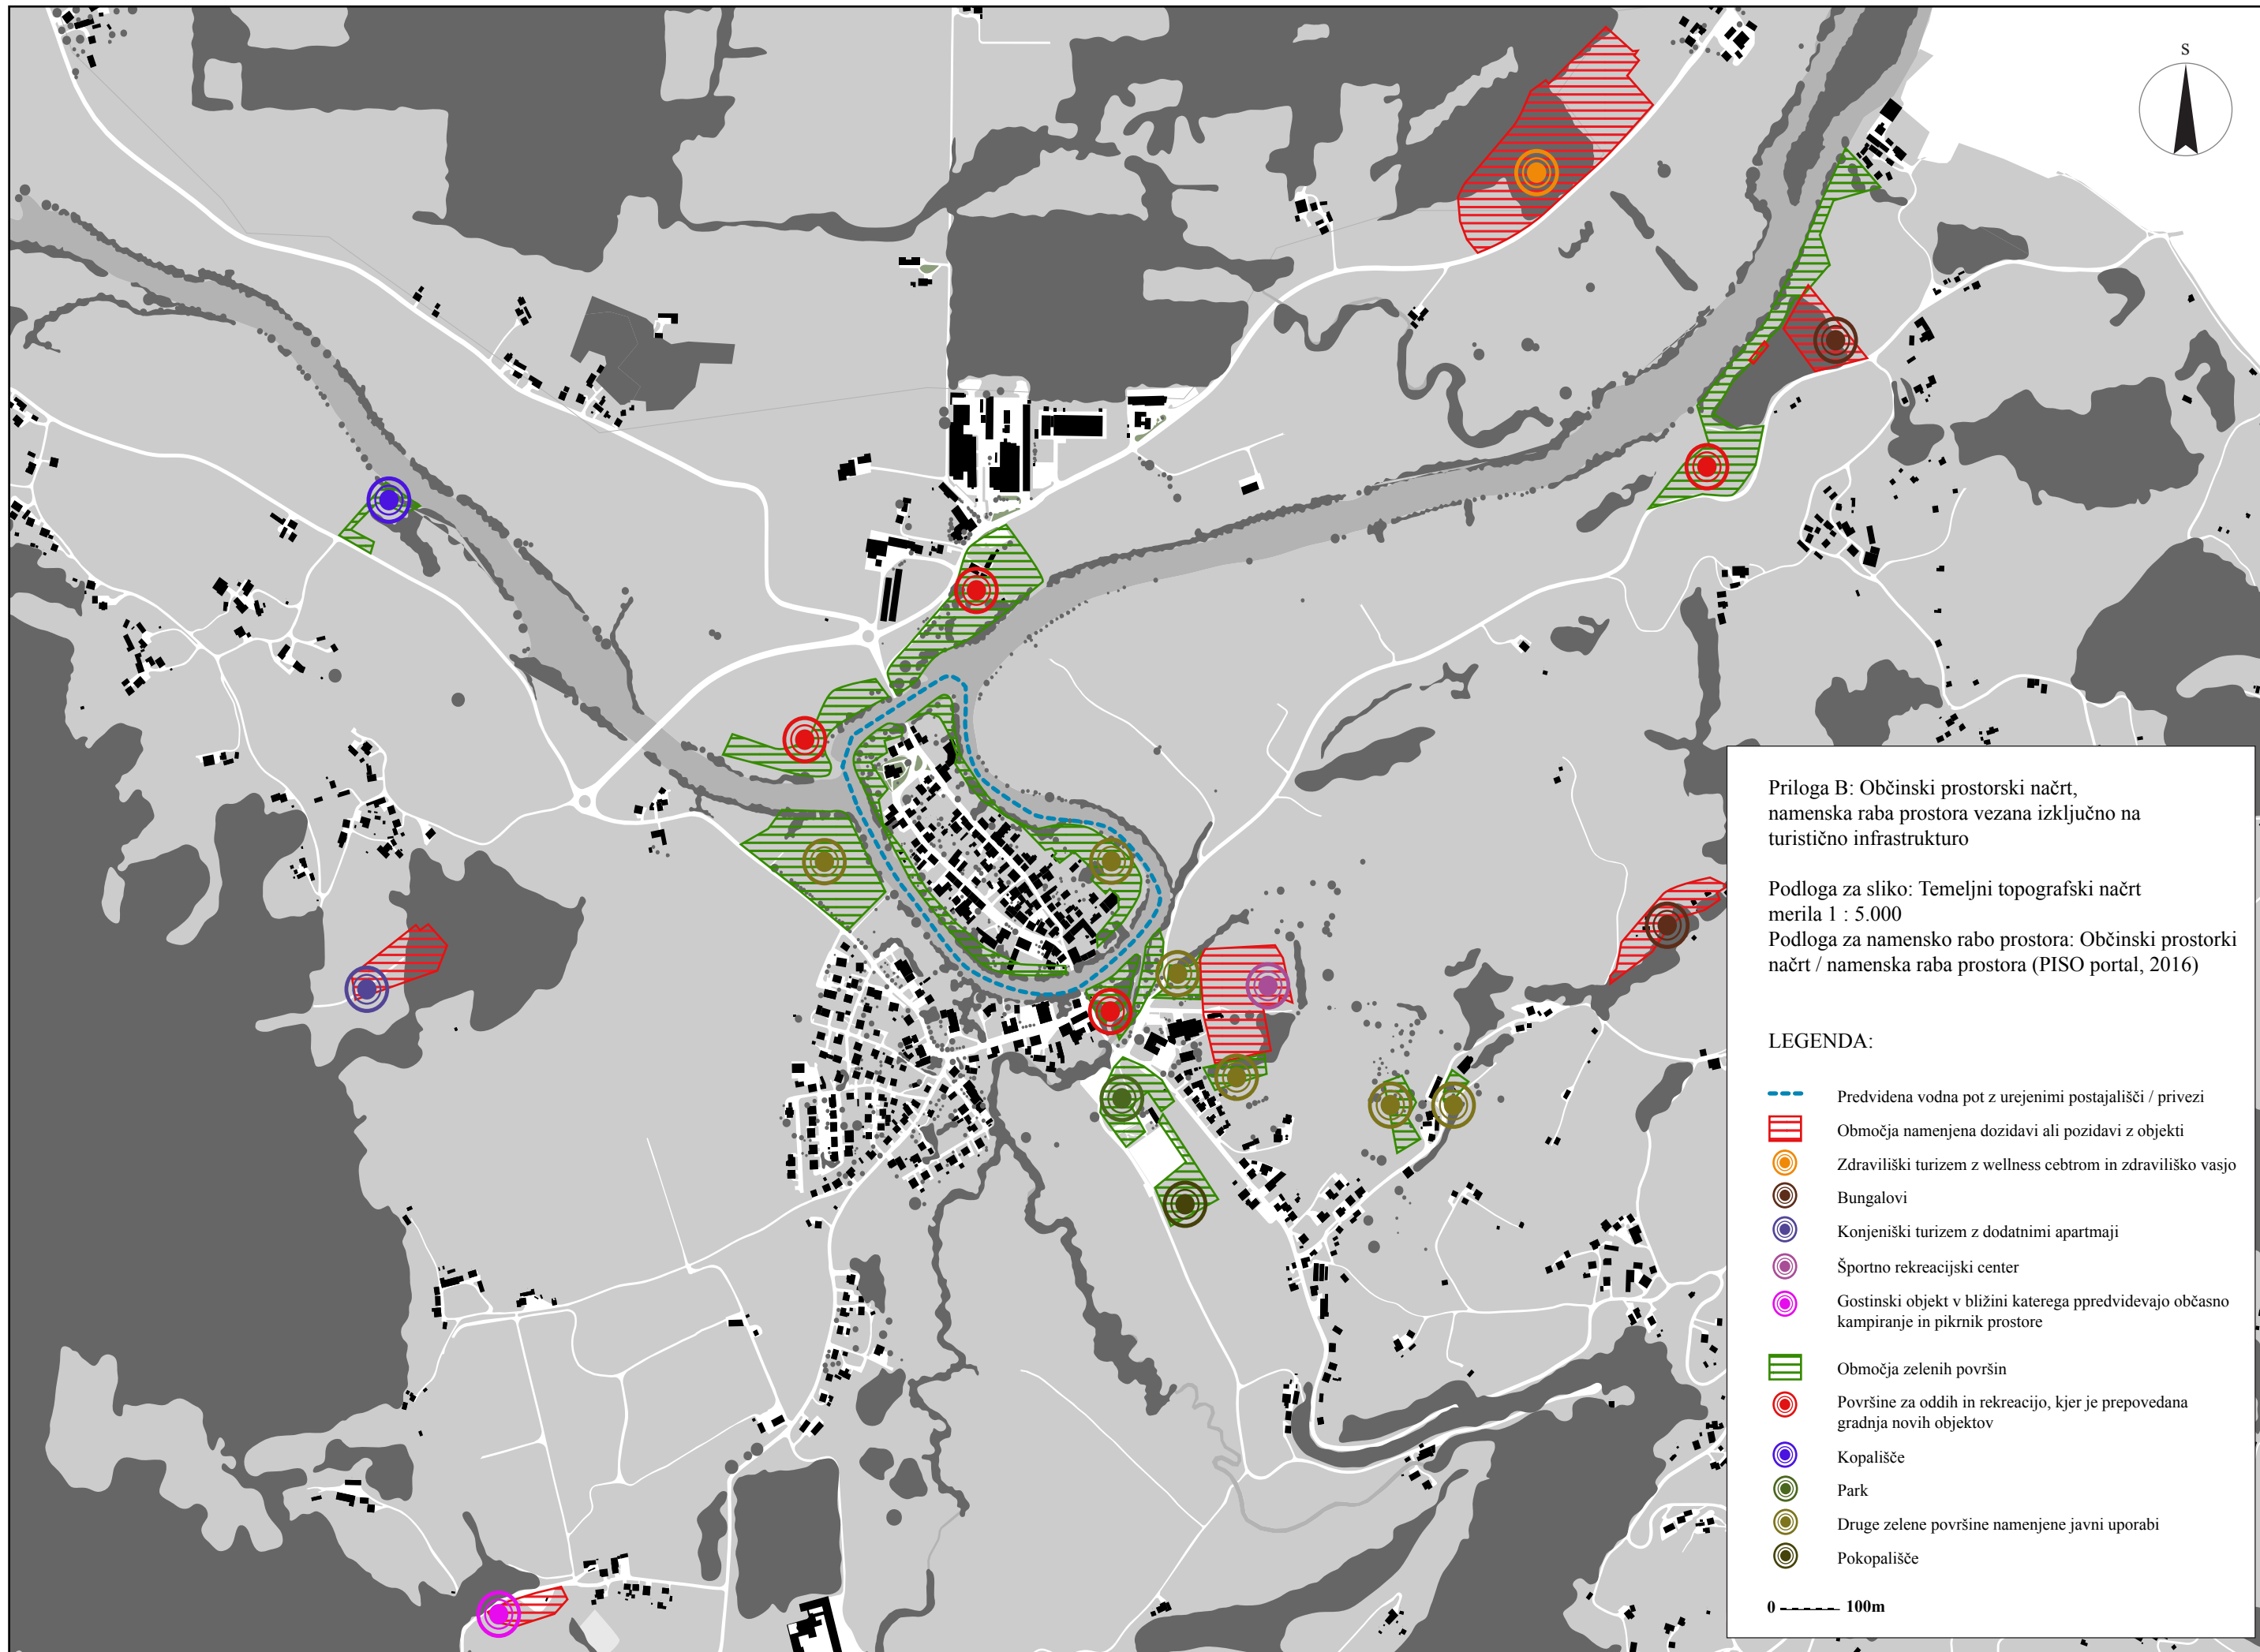 S
Priloga B: Občinski prostorski načrt,
namenska raba prostora vezana izključno na
turistično infrastrukturo
Podloga za sliko: Temeljni topografski načrt
merila 1 : 5.000
Podloga za namensko rabo prostora: Občinski prostorki
načrt / namenska raba prostora (PISO portal, 2016)
LEGENDA:
Predvidena vodna pot z urejenimi postajališči / privezi
Območja namenjena dozidavi ali pozidavi z objekti
Zdraviliški turizem z wellness cebtrom in zdraviliško vasjo
Bungalovi
Konjeniški turizem z dodatnimi apartmaji
Športno rekreacijski center
Gostinski objekt v bližini katerega ppredvidevajo občasno
kampiranje in pikrnik prostore
Območja zelenih površin
Površine za oddih in rekreacijo, kjer je prepovedana
gradnja novih objektov
Kopališče
Park
Druge zelene površine namenjene javni uporabi
Pokopališče
0 100m